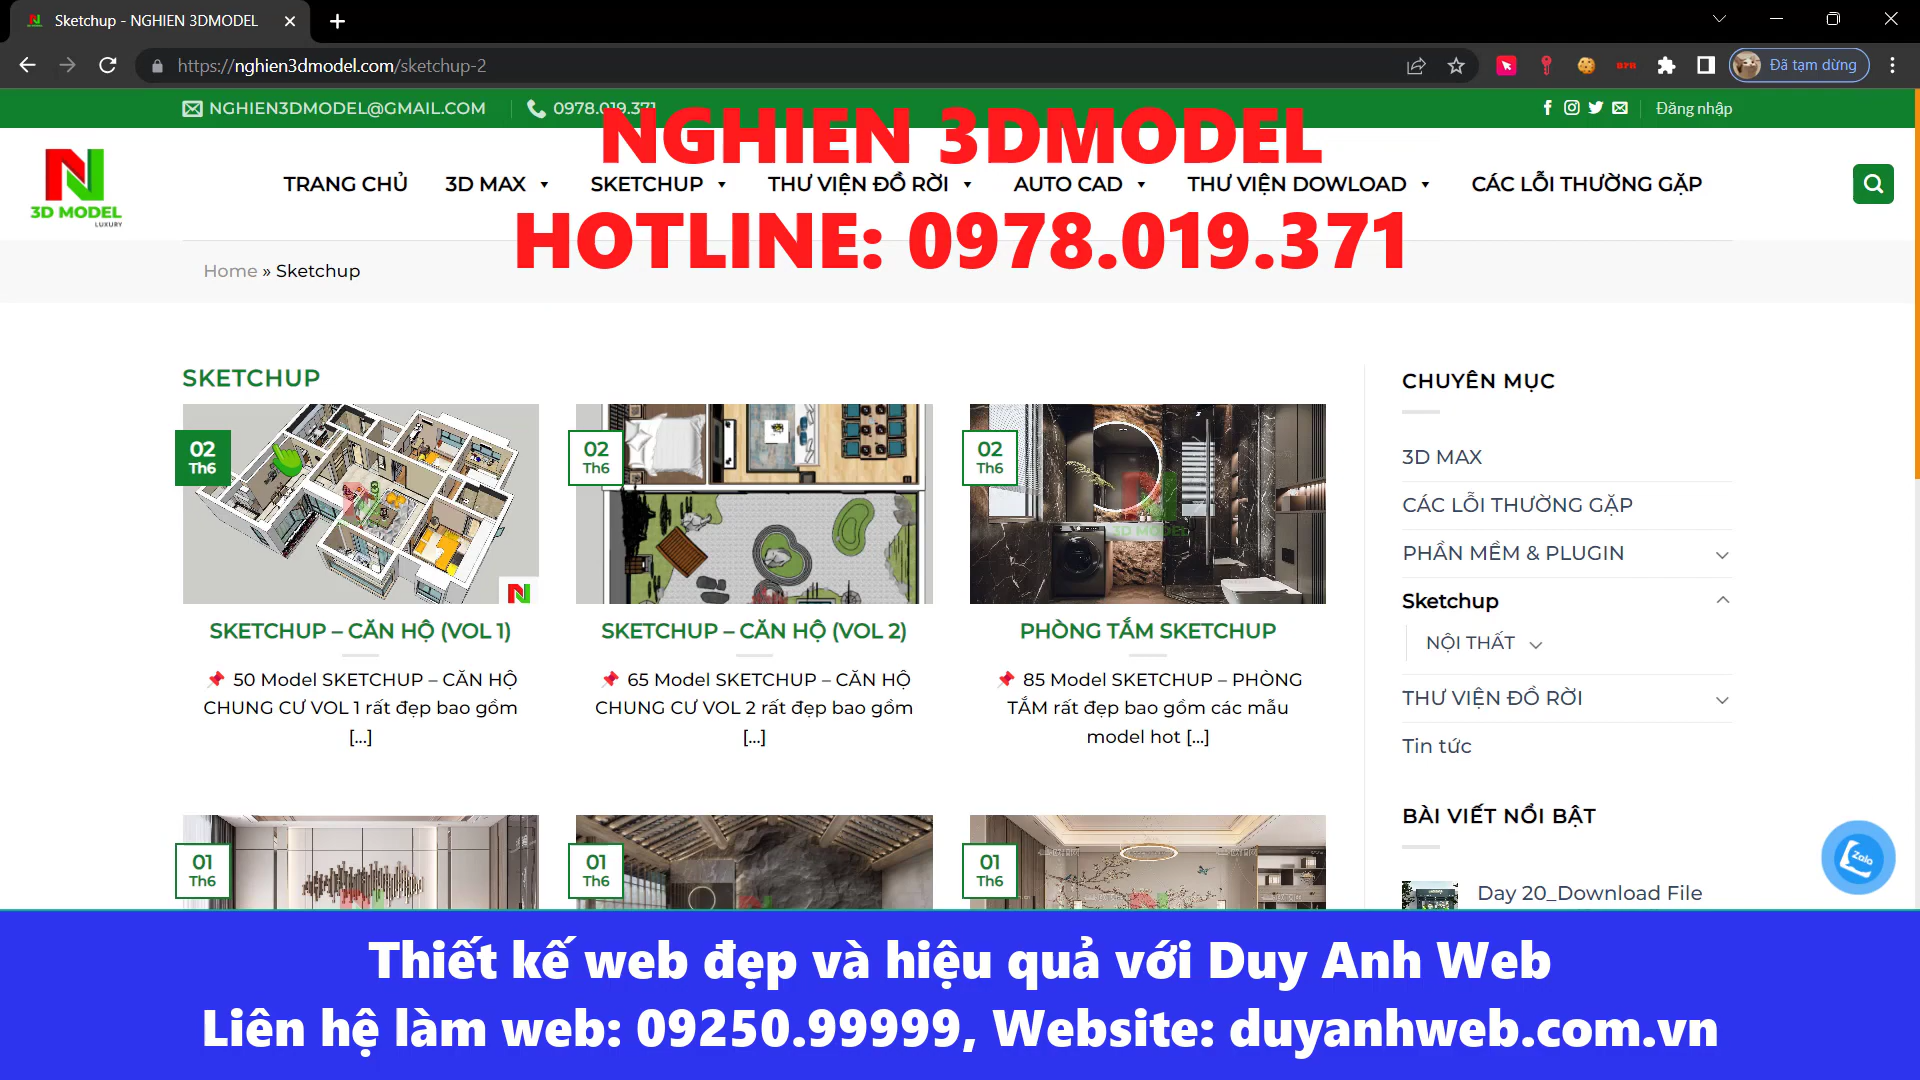 Sketchup - NGHIEN 3DMODEL
https://nghien3dmodel.com/sketchup-2
Đã tạm dừng
NGHIEN3DMODEL@GMAIL.COM
0978.019.371
Đăng nhập
NGHIEN 3DMODEL
3D MODEL
LUXURY
TRANG CHỦ
3D MAX
SKETCHUP
THƯ VIỆN ĐỒ RỜI
AUTO CAD
THƯ VIỆN DOWLOAD
CÁC LỖI THƯỜNG GẶP
HOTLINE: 0978.019.371
Home » Sketchup
SKETCHUP
02
Th6
SKETCHUP – CĂN HỘ (VOL 1)
📌 50 Model SKETCHUP – CĂN HỘ
CHUNG CƯ VOL 1 rất đẹp bao gồm
[...]
02
Th6
SKETCHUP – CĂN HỘ (VOL 2)
📌 65 Model SKETCHUP – CĂN HỘ
CHUNG CƯ VOL 2 rất đẹp bao gồm
[...]
02
Th6
3D MODEL
PHÒNG TẮM SKETCHUP
📌 85 Model SKETCHUP – PHÒNG
TẮM rất đẹp bao gồm các mẫu
model hot [...]
01
Th6
01
Th6
01
Th6
CHUYÊN MỤC
3D MAX
CÁC LỖI THƯỜNG GẶP
PHẦN MỀM & PLUGIN
Sketchup
NỘI THẤT
THƯ VIỆN ĐỒ RỜI
Tin tức
BÀI VIẾT NỔI BẬT
Day 20_Download File
Zalo
Thiết kế web đẹp và hiệu quả với Duy Anh Web
Liên hệ làm web: 09250.99999, Website: duyanhweb.com.vn